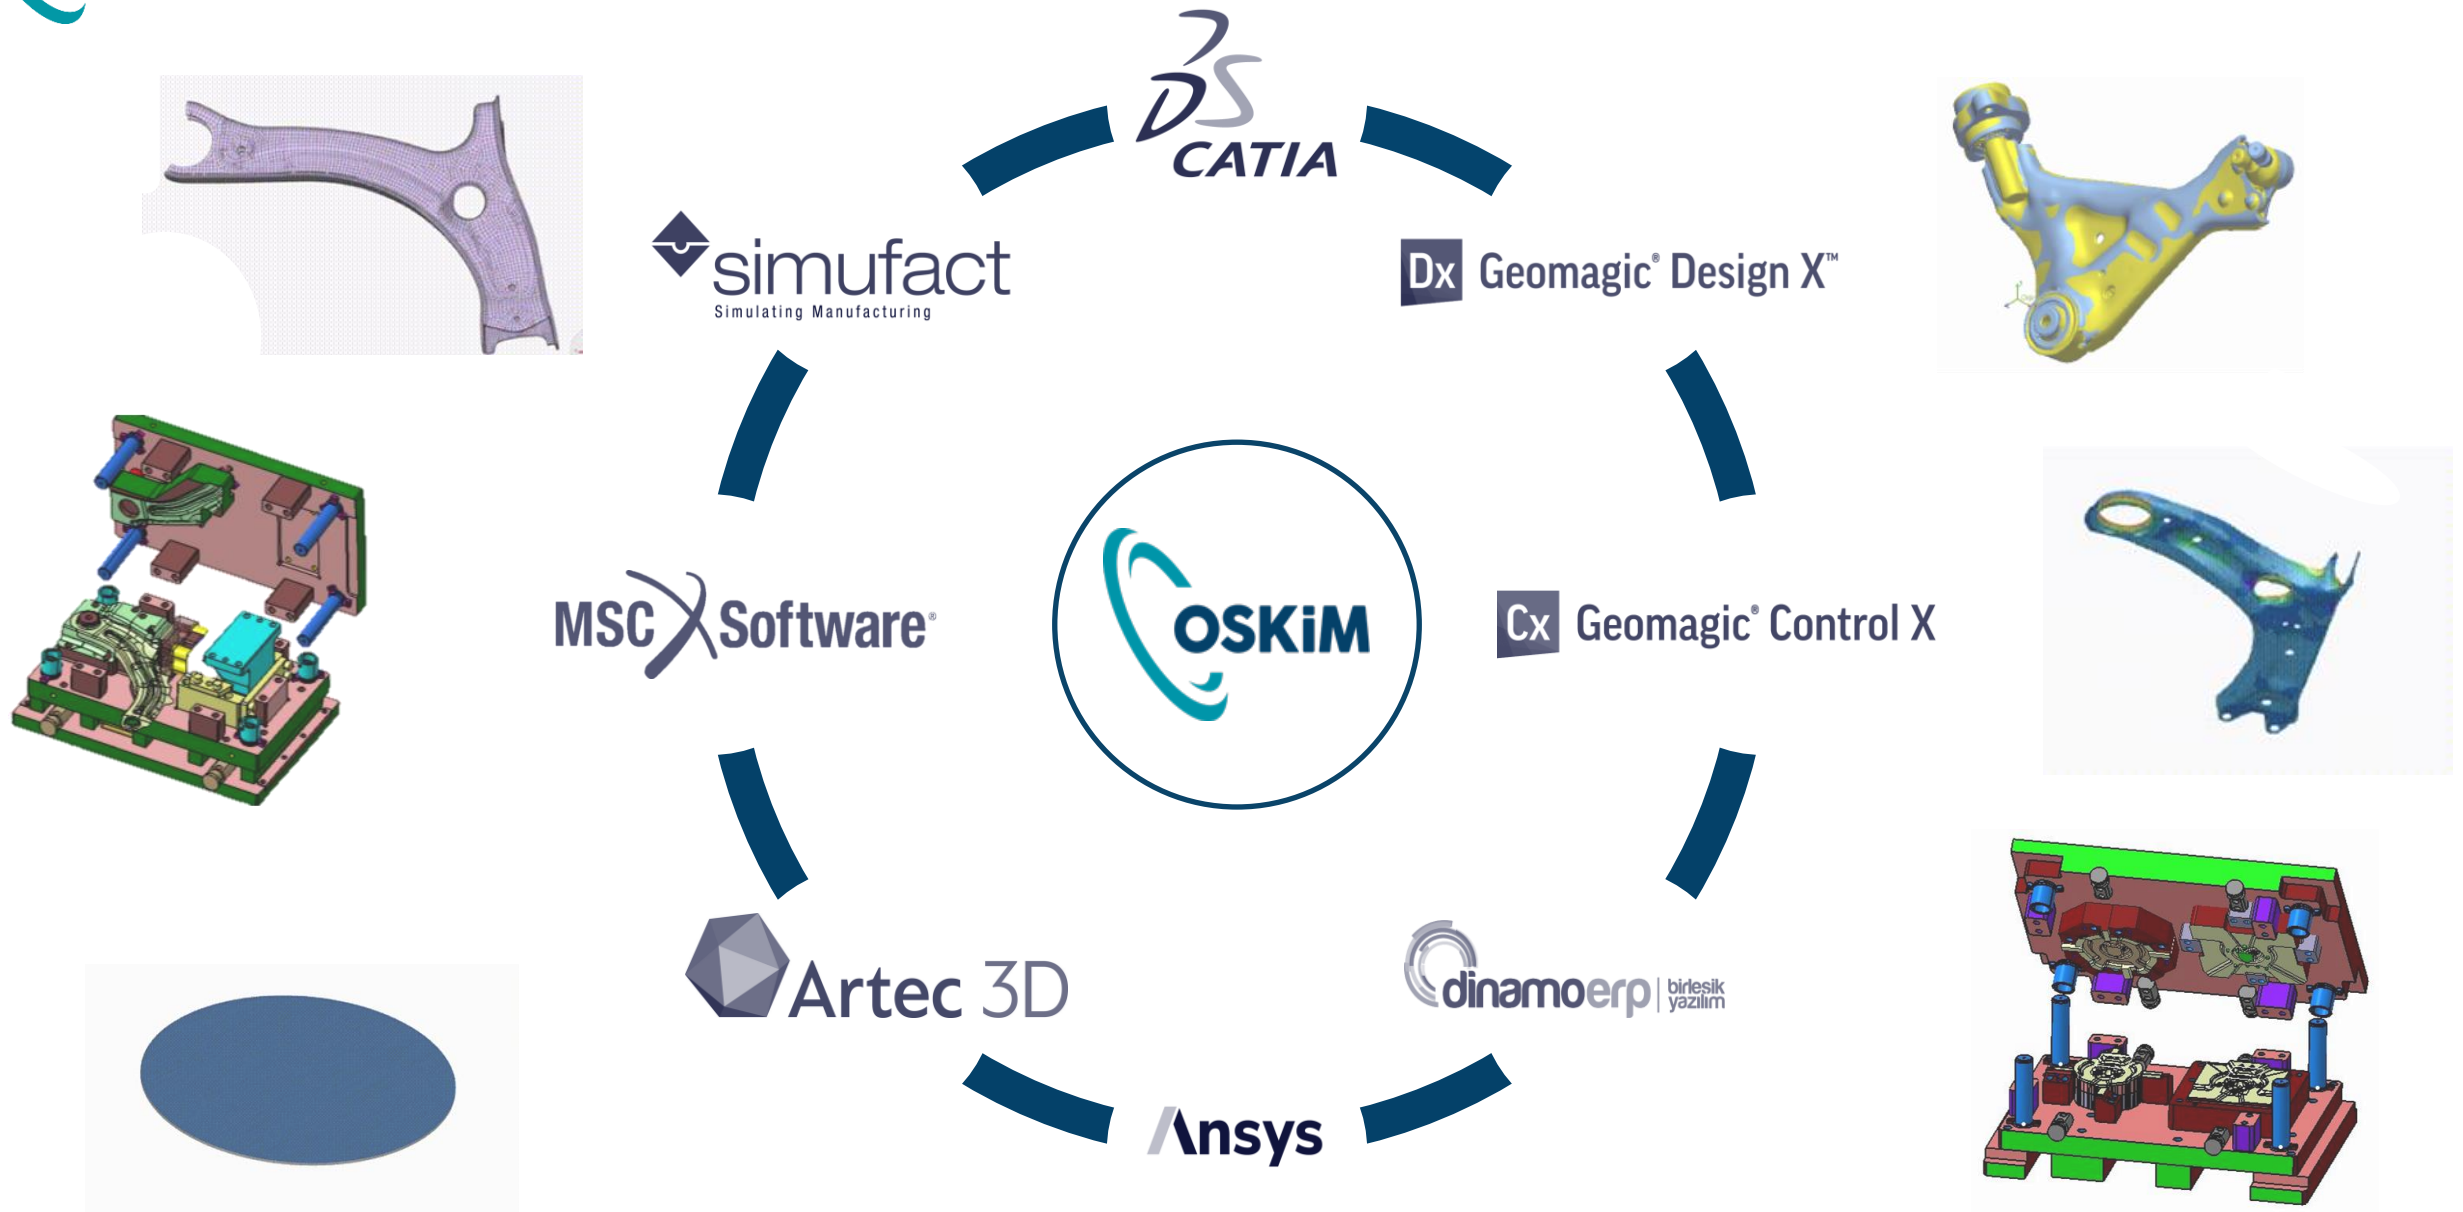 CATIA
simufact
Simulating Manufacturing
Dx Geomagic® Design X™
MSC Software®
OSKiM
Cx Geomagic® Control X
Artec 3D
dinamoerp | birleşik
yazılım
Ansys